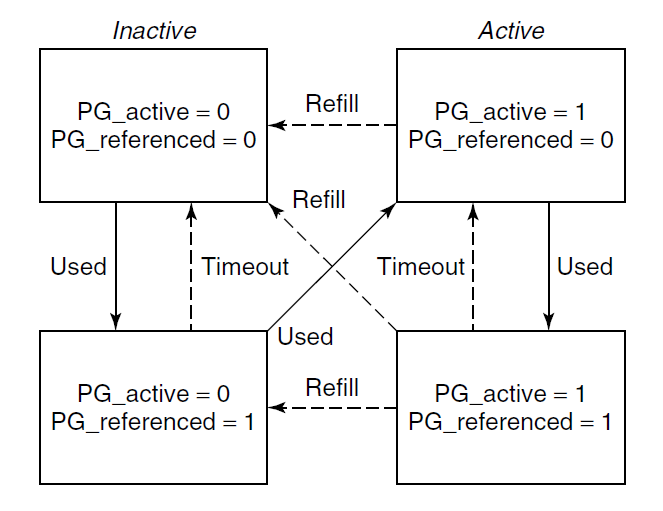 Inactive
Active
PG_active = 0
PG_referenced = 0
Refill
PG_active = 1
PG_referenced = 0
Refill
Used
Timeout
Timeout
Used
Used
PG_active = 0
PG_referenced = 1
Refill
PG_active = 1
PG_referenced = 1